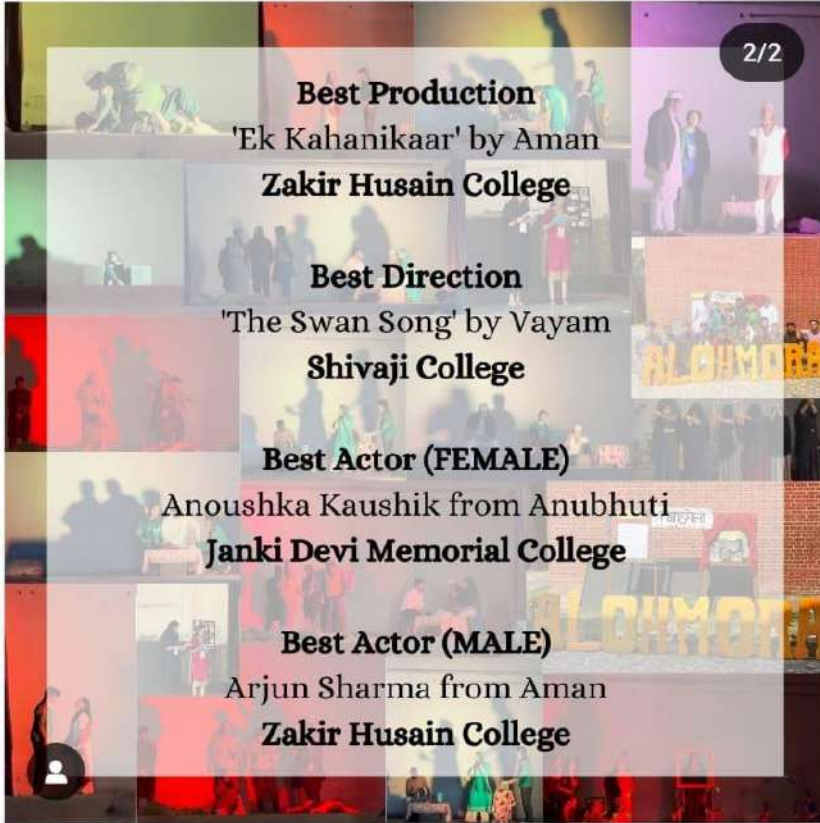 2/2
Best Production
'Ek Kahanikaar' by Aman
Zakir Husain College
Best Direction
'The Swan Song' by Vayam
Shivaji College
ALOHMORA
Best Actor (FEMALE)
Anoushka Kaushik from Anubhuti
Janki Devi Memorial College
ALOHMORA
Best Actor (MALE)
Arjun Sharma from Aman
Zakir Husain College